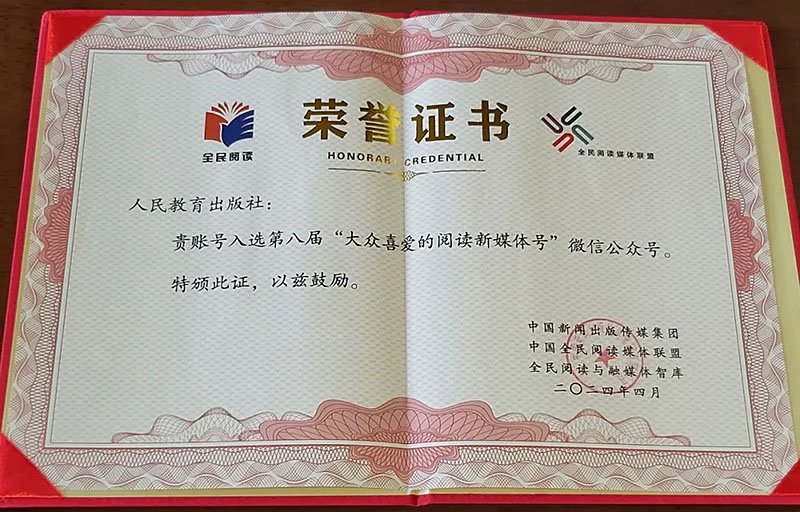 荣誉证书
HONORARY CREDENTIAL
全民阅读
全民阅读媒体联盟
人民教育出版社：
贵账号入选第八届“大众喜爱的阅读新媒体号”微信公众号。
特颁此证，以兹鼓励。
中国新闻出版传媒集团
中国全民阅读媒体联盟
全民阅读与融媒体智库
二〇二四年四月